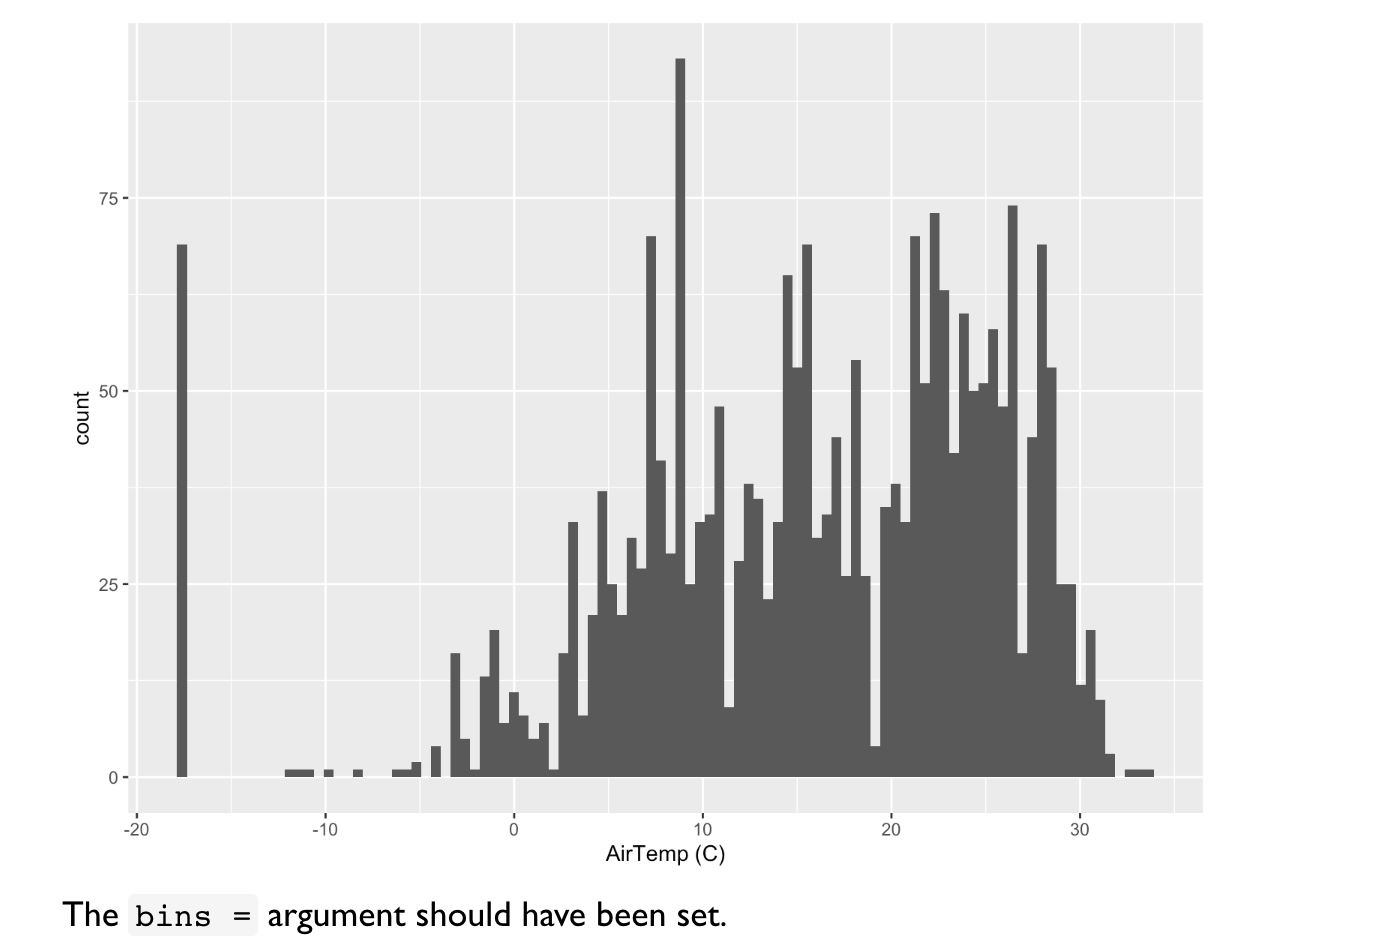 75
50
25
0
count
-20 -10 0 10 20 30
AirTemp (C)
The bins = argument should have been set.